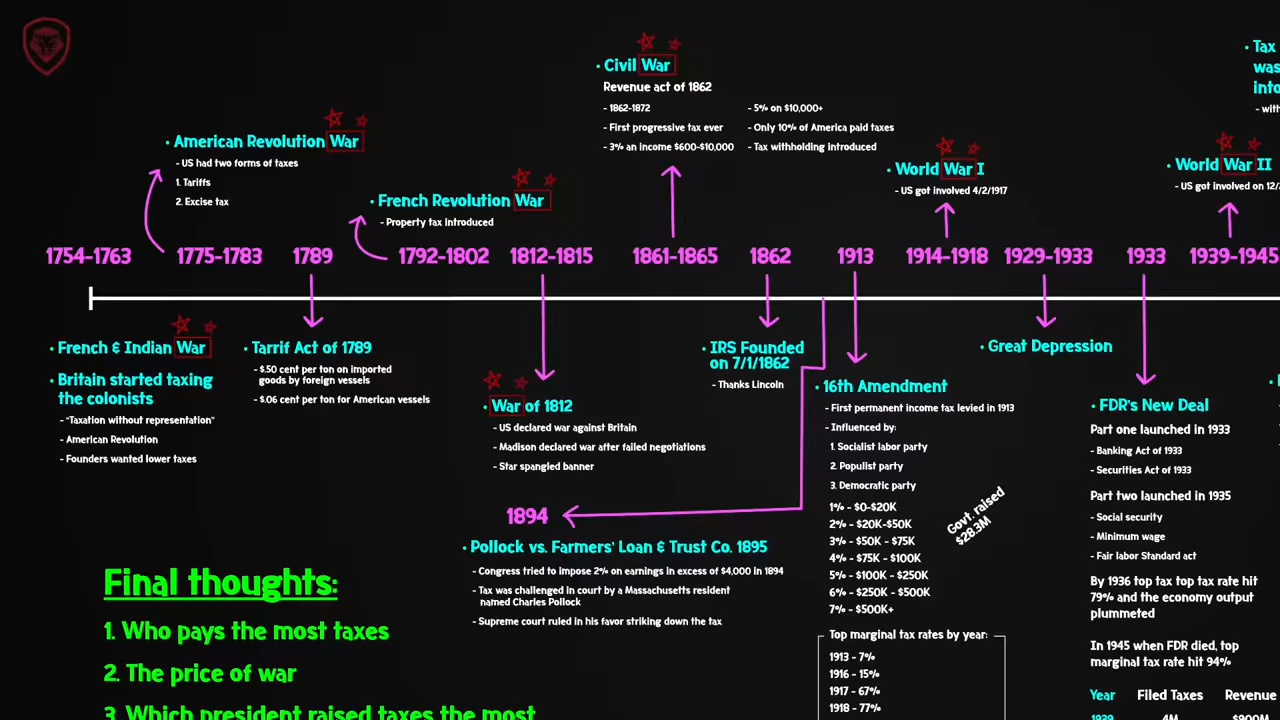 • Civil War
Revenue act of 1862
- 1862-1872
- First progressive tax ever
- 3% an income $600-$10,000
- 5% on $10,000+
- Only 10% of America paid taxes
- Tax withholding introduced
• Tax
was
into
- with
• American Revolution War
- US had two forms of taxes
1. Tariffs
2. Excise tax
• French Revolution War
- Property tax introduced
• World War I
- US got involved 4/2/1917
• World War II
- US got involved on 12/
1754-1763
1775-1783
1789
1792-1802
1812-1815
1861-1865
1862
1913
1914-1918
1929-1933
1933
1939-1945
• French & Indian War
• Britain started taxing
the colonists
- "Taxation without representation"
- American Revolution
- Founders wanted lower taxes
• Tarrif Act of 1789
- $.50 cent per ton on imported
goods by foreign vessels
- $.06 cent per ton for American vessels
• War of 1812
- US declared war against Britain
- Madison declared war after failed negotiations
- Star spangled banner
• IRS Founded
on 7/1/1862
- Thanks Lincoln
1894
• Pollock vs. Farmers' Loan & Trust Co. 1895
- Congress tried to impose 2% on earnings in excess of $4,000 in 1894
- Tax was challenged in court by a Massachusetts resident
named Charles Pollock
- Supreme court ruled in his favor striking down the tax
• 16th Amendment
- First permanent income tax levied in 1913
- Influenced by:
1. Socialist labor party
2. Populist party
3. Democratic party
1% - $0-$20K
2% - $20K-$50K
3% - $50K - $75K
4% - $75K - $100K
5% - $100K - $250K
6% - $250K - $500K
7% - $500K+
Govt. raised
$28.3M
Top marginal tax rates by year:
1913 - 7%
1916 - 15%
1917 - 67%
1918 - 77%
• Great Depression
• FDR's New Deal
Part one launched in 1933
- Banking Act of 1933
- Securities Act of 1933
Part two launched in 1935
- Social security
- Minimum wage
- Fair labor Standard act
By 1936 top tax top tax rate hit
79% and the economy output
plummeted
In 1945 when FDR died, top
marginal tax rate hit 94%
Year Filed Taxes Revenue
1939 4M $900M
Final thoughts:
1. Who pays the most taxes
2. The price of war
3. Which president raised taxes the most